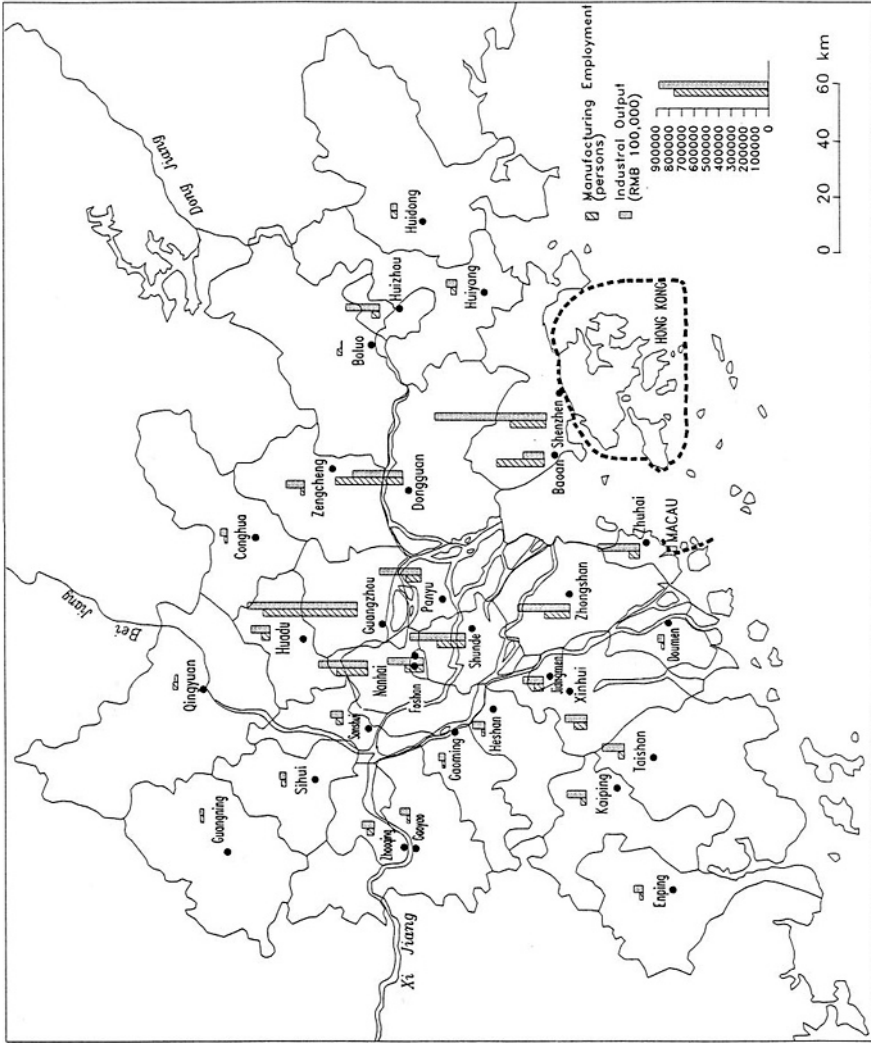 Dong Jiang
Bei Jiang
Xi Jiang
Qingyuan
Conghua
Guangning
Huadu
Zengcheng
Boluo
Huizhou
Huidong
Sihui
Sanshui
Nanhai
Guangzhou
Dongguan
Huiyang
Zhaoqing
Gaoyao
Foshan
Panyu
Gaoming
Shunde
Heshan
Baoan
Shenzhen
Jiangmen
Xinhui
Zhongshan
Kaiping
Taishan
Enping
Doumen
Zhuhai
MACAU
HONG KONG
Manufacturing Employment
(persons)
Industrial Output
(RMB 100,000)
900000
800000
700000
600000
500000
400000
300000
200000
100000
0
0 20 40 60 km